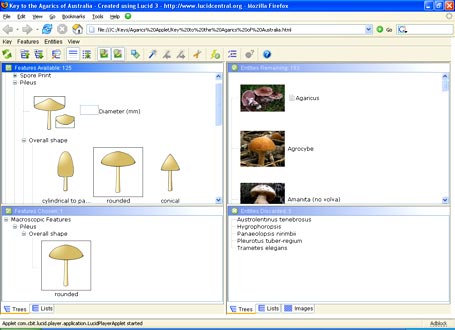 Key to the Agarics of Australia - Created using Lucid 3 - http://www.lucidcentral.org - Mozilla Firefox
File Edit View Go Bookmarks Tools Help
file:///C:/Keys/Agarics%20Applet/Key%20to%20the%20Agarics%20of%20Australia.html
Key Features Entities View
Features Available: 125
Spore Print
Pileus
Diameter (mm)
Overall shape
cylindrical to pa... rounded conical
Entities Remaining: 103
Agaricus
Agrocybe
Amanita (no volva)
Features Chosen: 1
Macroscopic Features
Pileus
Overall shape
rounded
Entities Discarded: 5
Austrolentinus tenebrosus
Hygrophoropsis
Panaeolopsis nirimbii
Pleurotus tuber-regium
Trametes elegans
Trees Lists
Trees Lists Images
Applet com.cbit.lucid.player.application.LucidPlayerApplet started
Adblock